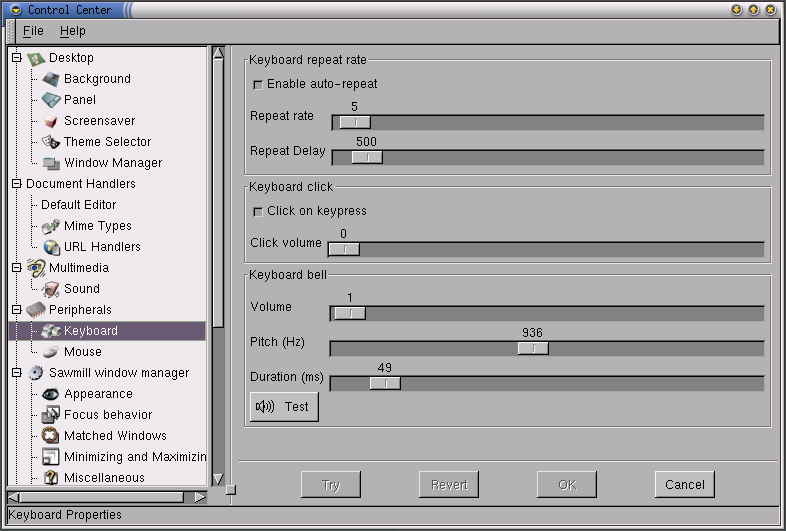 Control Center
File Help
Desktop
Background
Panel
Screensaver
Theme Selector
Window Manager
Document Handlers
Default Editor
Mime Types
URL Handlers
Multimedia
Sound
Peripherals
Keyboard
Mouse
Sawmill window manager
Appearance
Focus behavior
Matched Windows
Minimizing and Maximizin
Miscellaneous
Keyboard repeat rate
Enable auto-repeat
5
Repeat rate
500
Repeat Delay
Keyboard click
Click on keypress
0
Click volume
Keyboard bell
1
Volume
936
Pitch (Hz)
49
Duration (ms)
Test
Try Revert OK Cancel
Keyboard Properties